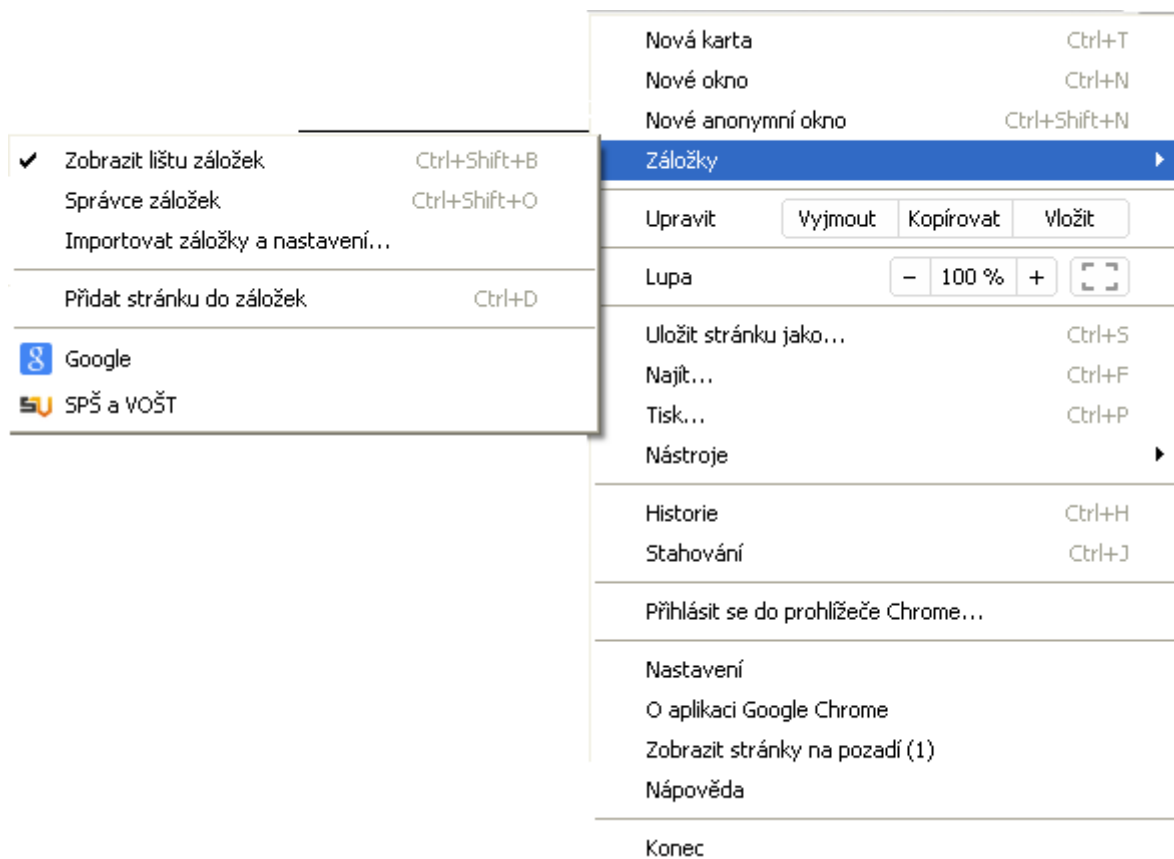 Nová karta Ctrl+T
Nové okno Ctrl+N
Nové anonymní okno Ctrl+Shift+N
Záložky
Zobrazit lištu záložek Ctrl+Shift+B
Správce záložek Ctrl+Shift+O
Importovat záložky a nastavení...
Přidat stránku do záložek Ctrl+D
Google
SPŠ a VOŠT
Upravit Vyjmout Kopírovat Vložit
Lupa − 100 % +
Uložit stránku jako... Ctrl+S
Najít... Ctrl+F
Tisk... Ctrl+P
Nástroje
Historie Ctrl+H
Stahování Ctrl+J
Přihlásit se do prohlížeče Chrome...
Nastavení
O aplikaci Google Chrome
Zobrazit stránky na pozadí (1)
Nápověda
Konec